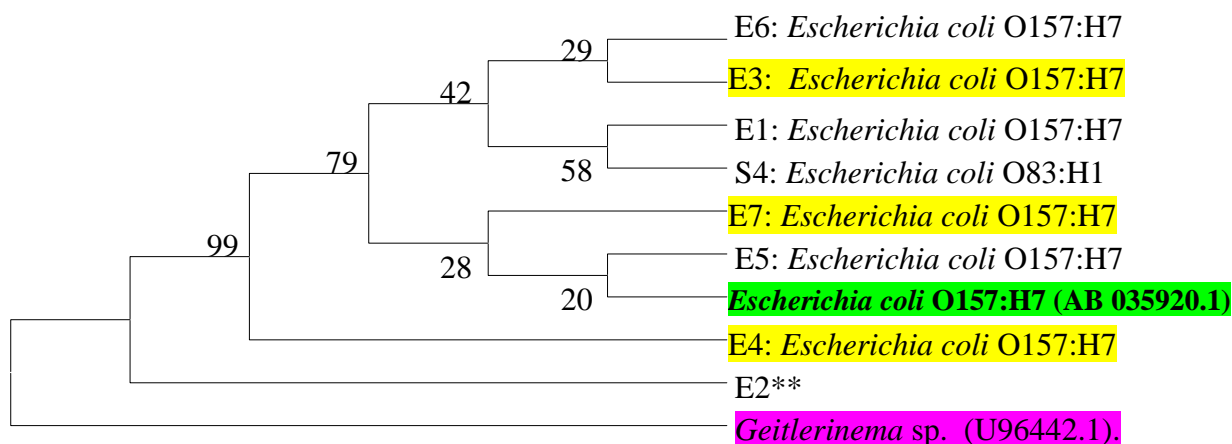 E6: Escherichia coli O157:H7
29
E3: Escherichia coli O157:H7
42
E1: Escherichia coli O157:H7
79
58
S4: Escherichia coli O83:H1
E7: Escherichia coli O157:H7
99
28
E5: Escherichia coli O157:H7
20
Escherichia coli O157:H7 (AB 035920.1)
E4: Escherichia coli O157:H7
E2**
Geitlerinema sp. (U96442.1).